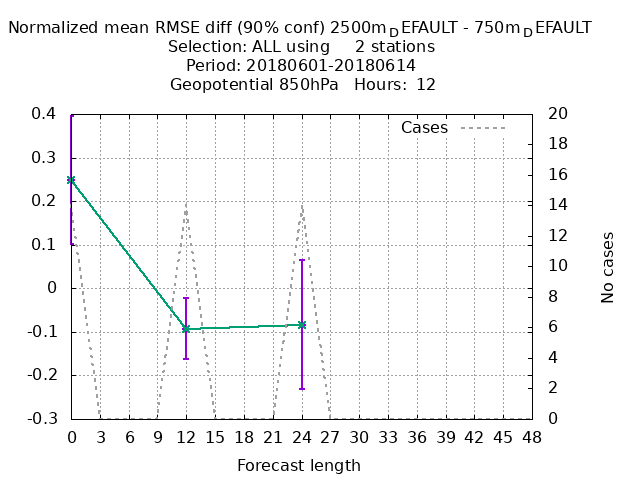 Normalized mean RMSE diff (90% conf) 2500mDEFAULT - 750mDEFAULT
Selection: ALL using 2 stations
Period: 20180601-20180614
Geopotential 850hPa Hours: 12
Cases
0.4
0.3
0.2
0.1
0
-0.1
-0.2
-0.3
20
18
16
14
12
10
8
6
4
2
0
No cases
0 3 6 9 12 15 18 21 24 27 30 33 36 39 42 45 48
Forecast length